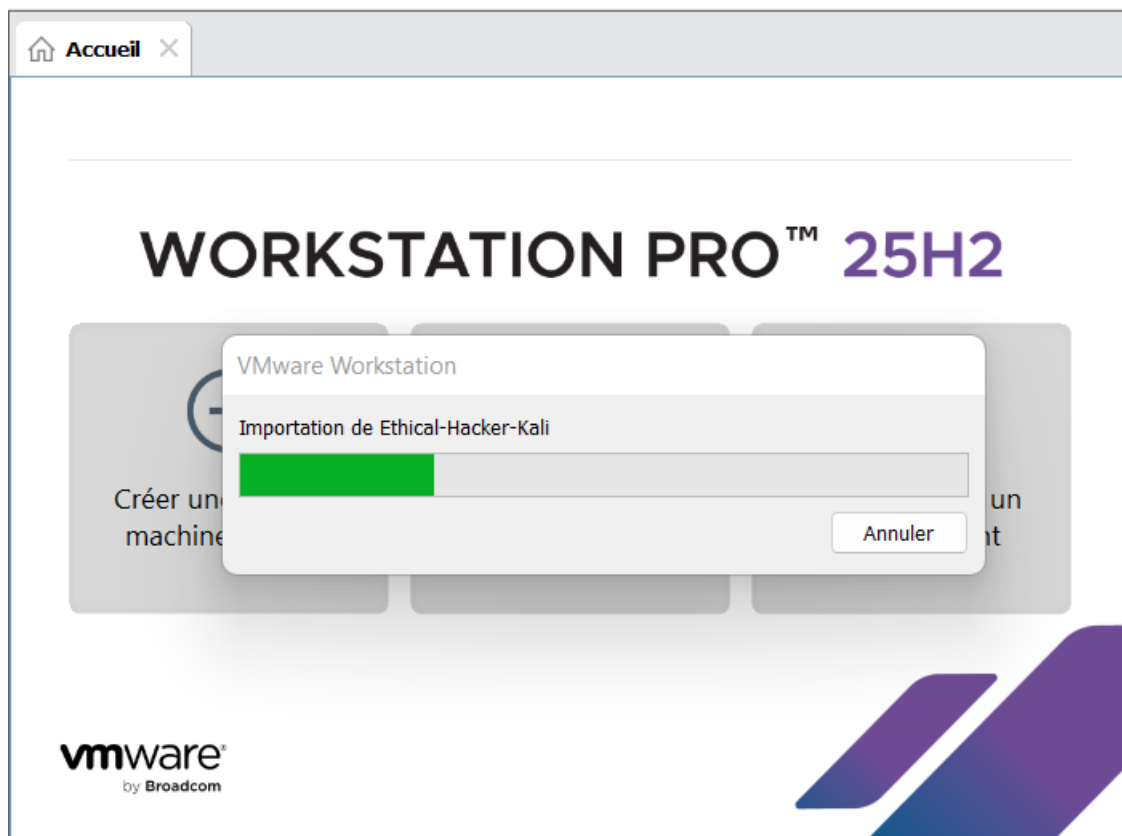 Accueil
WORKSTATION PRO™ 25H2
VMware Workstation
Importation de Ethical-Hacker-Kali
Annuler
Créer un
un
machine
vmware®
by Broadcom